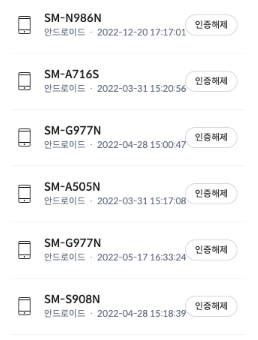 SM-N986N
안드로이드 · 2022-12-20 17:17:01
인증해제
SM-A716S
안드로이드 · 2022-03-31 15:20:56
인증해제
SM-G977N
안드로이드 · 2022-04-28 15:00:47
인증해제
SM-A505N
안드로이드 · 2022-03-31 15:17:08
인증해제
SM-G977N
안드로이드 · 2022-05-17 16:33:24
인증해제
SM-S908N
안드로이드 · 2022-04-28 15:18:39
인증해제